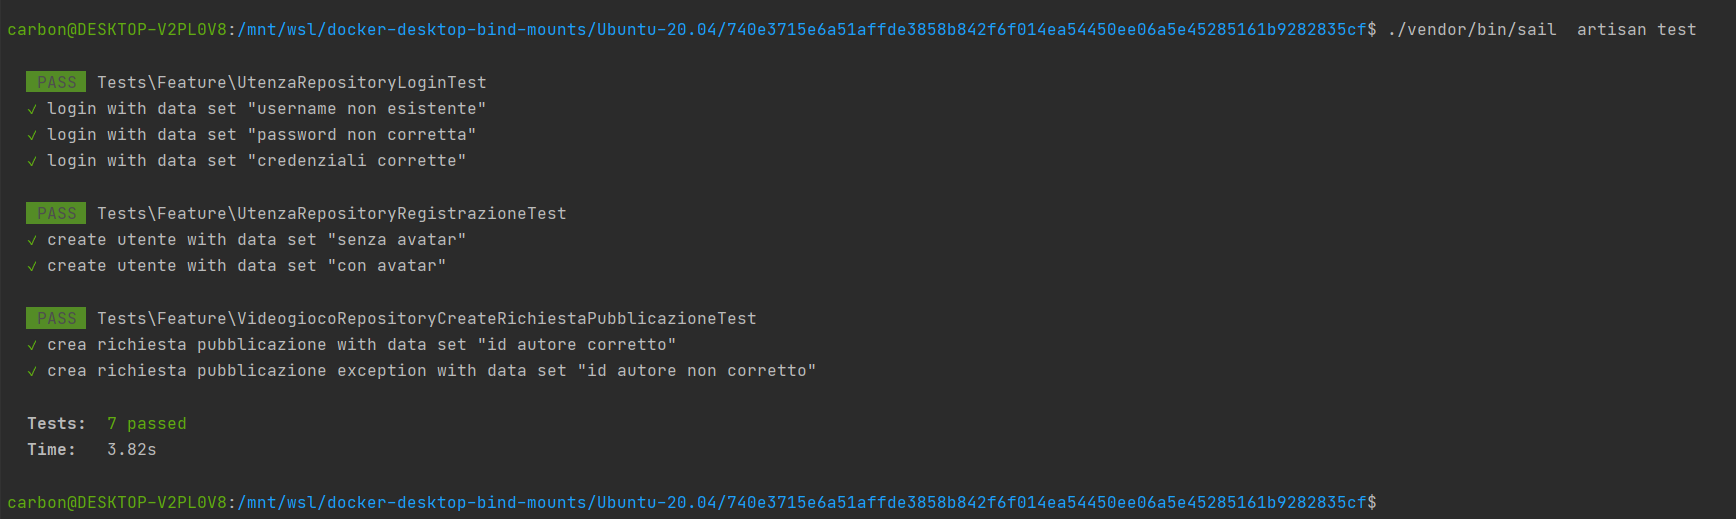 carbon@DESKTOP-V2PL0V8:/mnt/wsl/docker-desktop-bind-mounts/Ubuntu-20.04/740e3715e6a51affde3858b842f6f014ea54450ee06a5e45285161b9282835cf$ ./vendor/bin/sail  artisan test
PASS Tests\Feature\UtenzaRepositoryLoginTest
✓ login with data set "username non esistente"
✓ login with data set "password non corretta"
✓ login with data set "credenziali corrette"
PASS Tests\Feature\UtenzaRepositoryRegistrazioneTest
✓ create utente with data set "senza avatar"
✓ create utente with data set "con avatar"
PASS Tests\Feature\VideogiocoRepositoryCreateRichiestaPubblicazioneTest
✓ crea richiesta pubblicazione with data set "id autore corretto"
✓ crea richiesta pubblicazione exception with data set "id autore non corretto"
Tests:  7 passed
Time:   3.82s
carbon@DESKTOP-V2PL0V8:/mnt/wsl/docker-desktop-bind-mounts/Ubuntu-20.04/740e3715e6a51affde3858b842f6f014ea54450ee06a5e45285161b9282835cf$